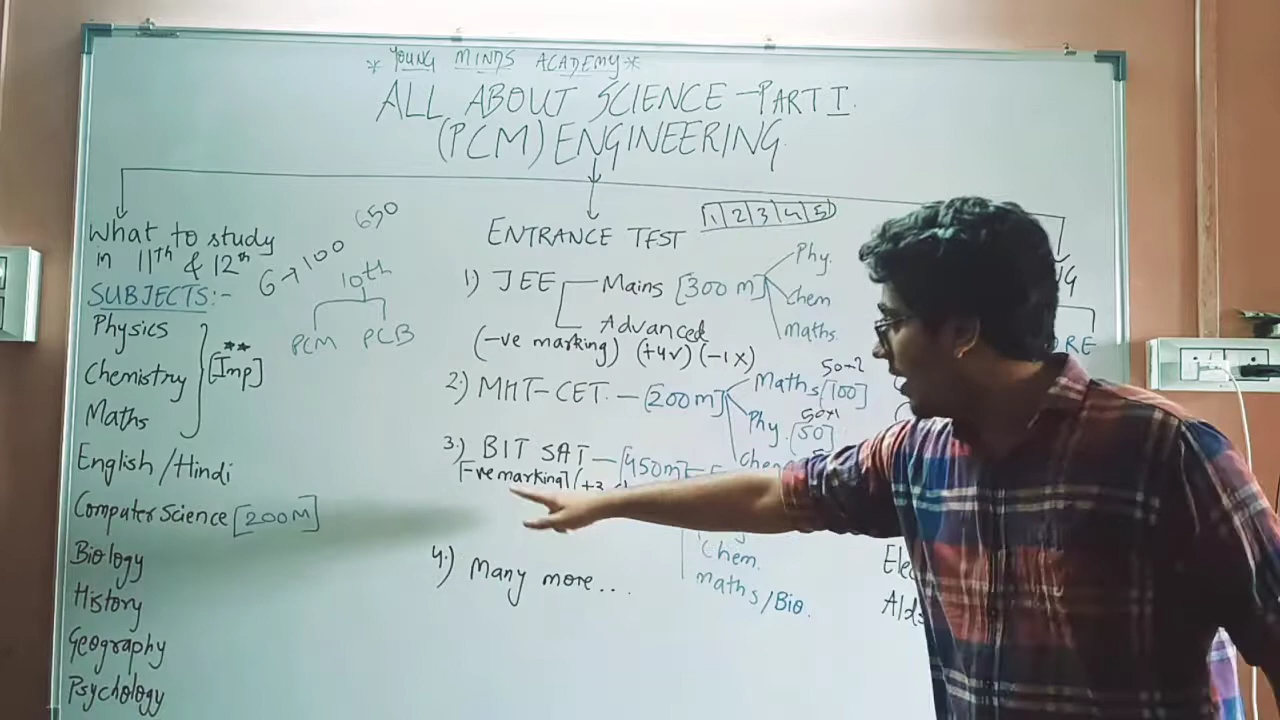 * YOUNG MINDS ACADEMY *
ALL ABOUT SCIENCE - PART I.
(PCM) ENGINEERING
What to study
in 11th & 12th
6 → 100
650
10th
PCM PCB
SUBJECTS:-
Physics
Chemistry
Maths
[Imp]**
English/Hindi
Computer Science [200M]
Biology
History
Geography
Psychology
ENTRANCE TEST
1 2 3 4 5
1) JEE
Mains [300 m]
Phy.
Chem
Maths.
Advanced
(-ve marking) (+4√) (-1x)
2) MHT-CET. - [200m]
Maths [100]
50×2
Phy. [50]
50×1
Chem
3) BIT SAT - [450m]
[-ve marking] (+3
Chem.
maths/Bio.
4) Many more...